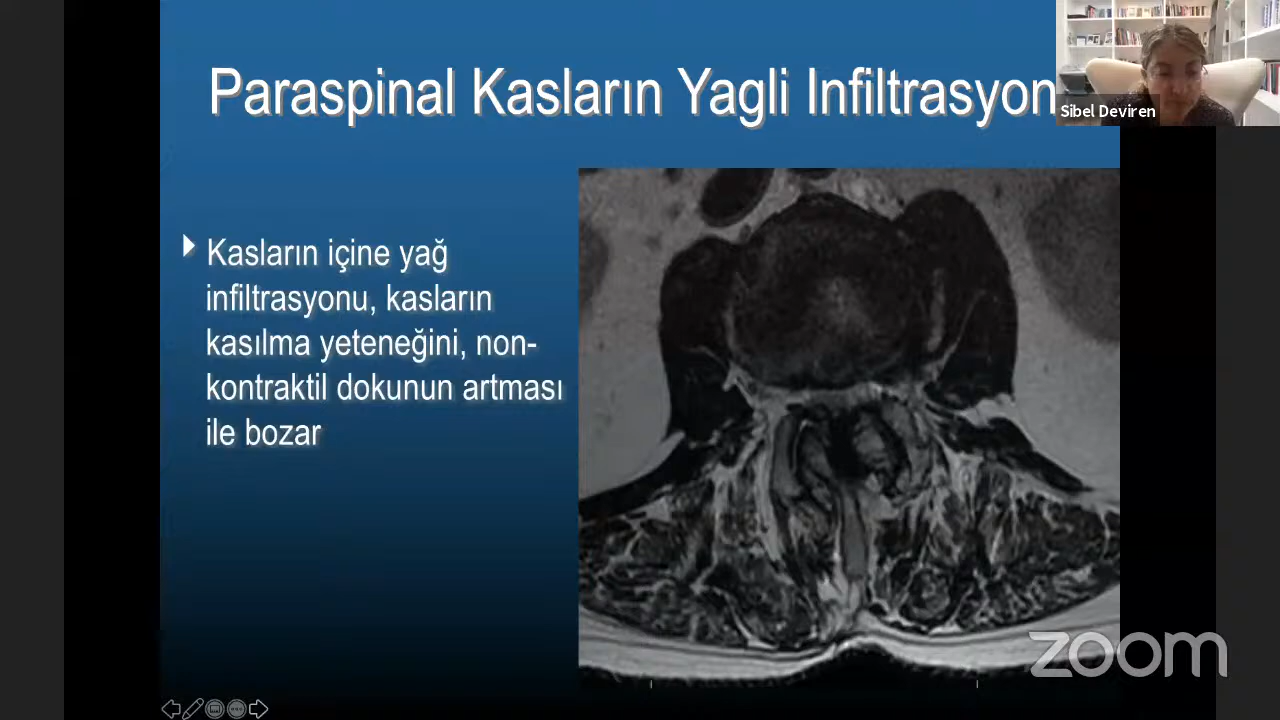 Paraspinal Kasların Yagli Infiltrasyon
Sibel Deviren
Kasların içine yağ
infiltrasyonu, kasların
kasılma yeteneğini, non-
kontraktil dokunun artması
ile bozar
zoom